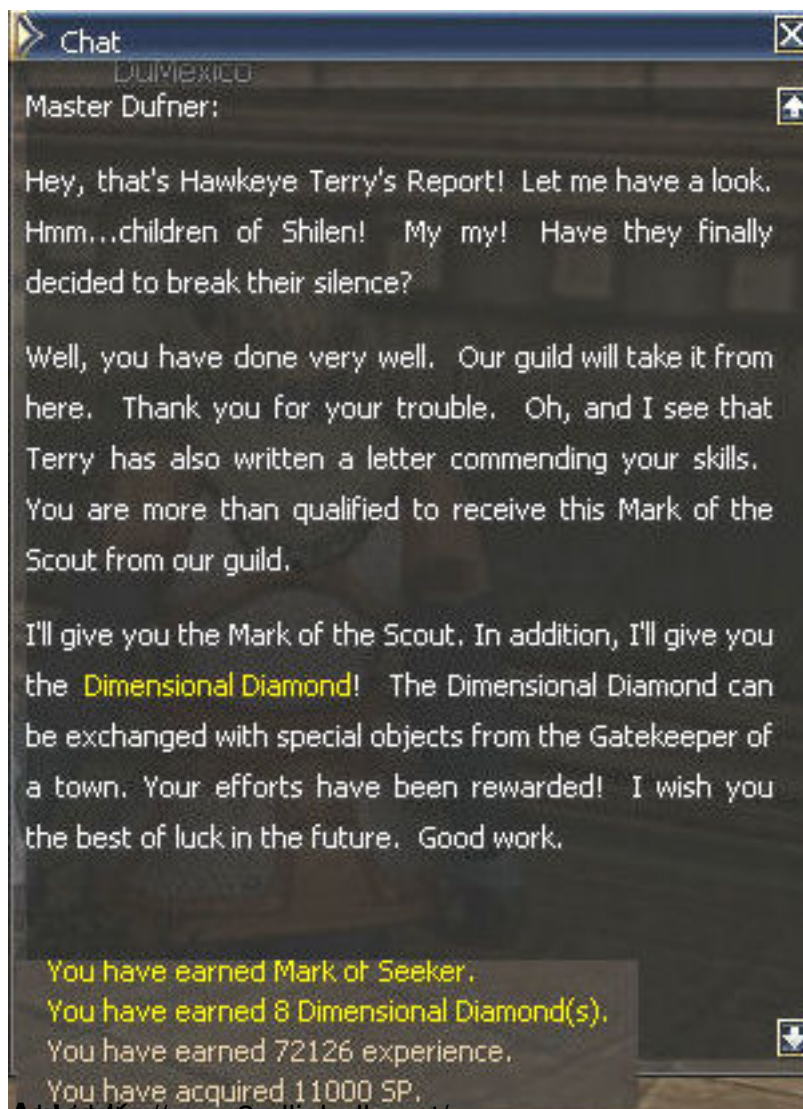 Chat
DuMexico
Master Dufner:
Hey, that's Hawkeye Terry's Report! Let me have a look.
Hmm...children of Shilen! My my! Have they finally
decided to break their silence?
Well, you have done very well. Our guild will take it from
here. Thank you for your trouble. Oh, and I see that
Terry has also written a letter commending your skills.
You are more than qualified to receive this Mark of the
Scout from our guild.
I'll give you the Mark of the Scout. In addition, I'll give you
the Dimensional Diamond! The Dimensional Diamond can
be exchanged with special objects from the Gatekeeper of
a town. Your efforts have been rewarded! I wish you
the best of luck in the future. Good work.
You have earned Mark of Seeker.
You have earned 8 Dimensional Diamond(s).
You have earned 72126 experience.
You have acquired 11000 SP.